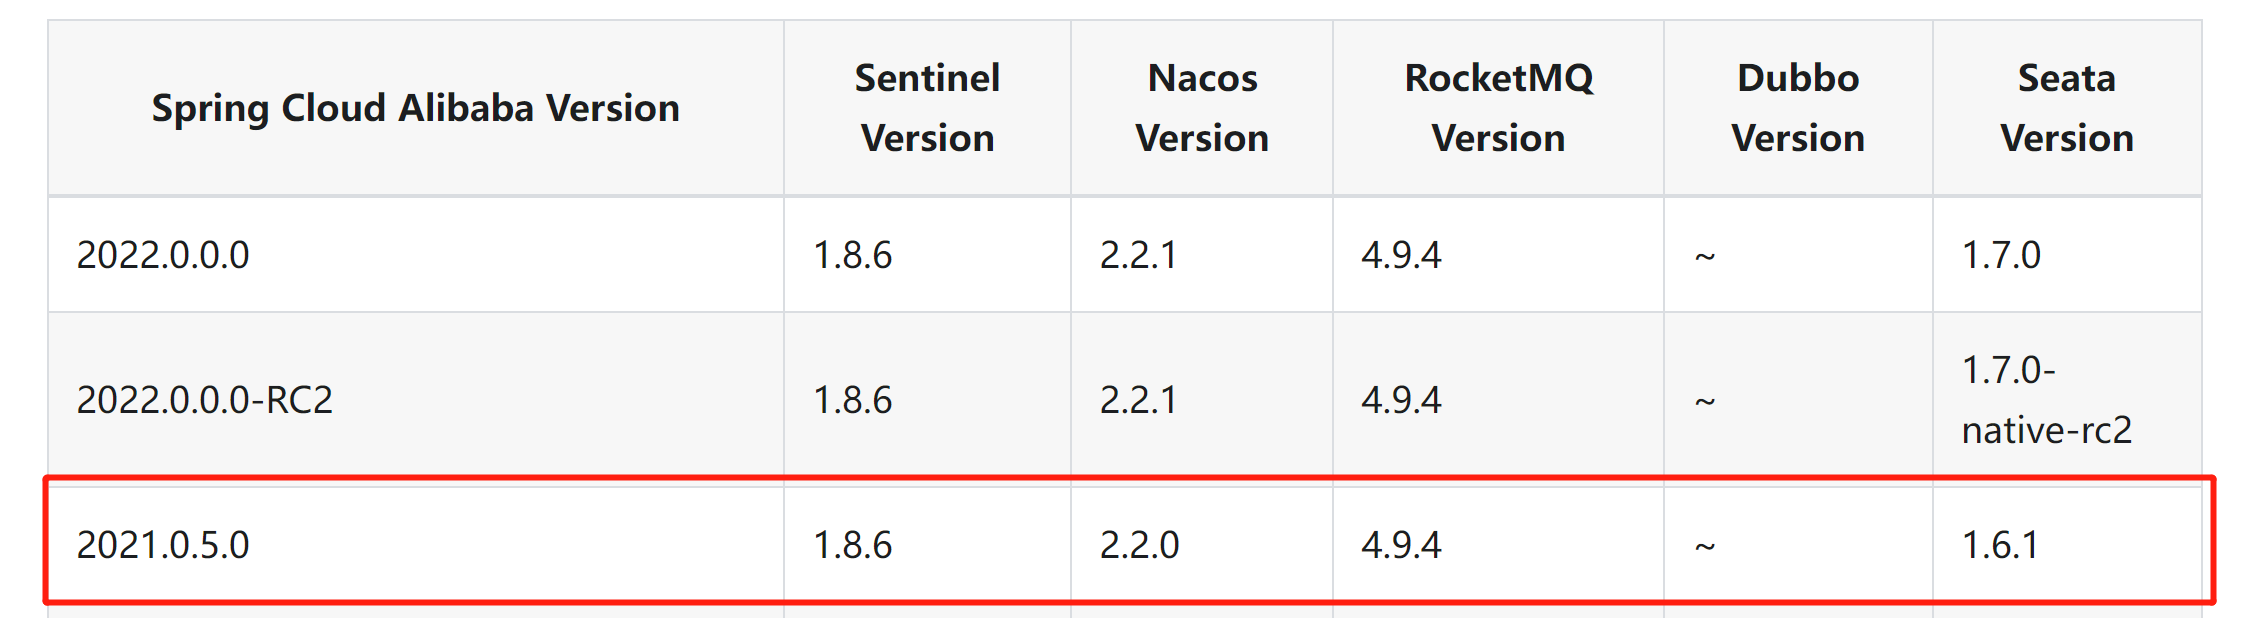 Spring Cloud Alibaba Version Sentinel Version Nacos Version RocketMQ Version Dubbo Version Seata Version
2022.0.0.0 1.8.6 2.2.1 4.9.4 ~ 1.7.0
2022.0.0.0-RC2 1.8.6 2.2.1 4.9.4 ~ 1.7.0-native-rc2
2021.0.5.0 1.8.6 2.2.0 4.9.4 ~ 1.6.1